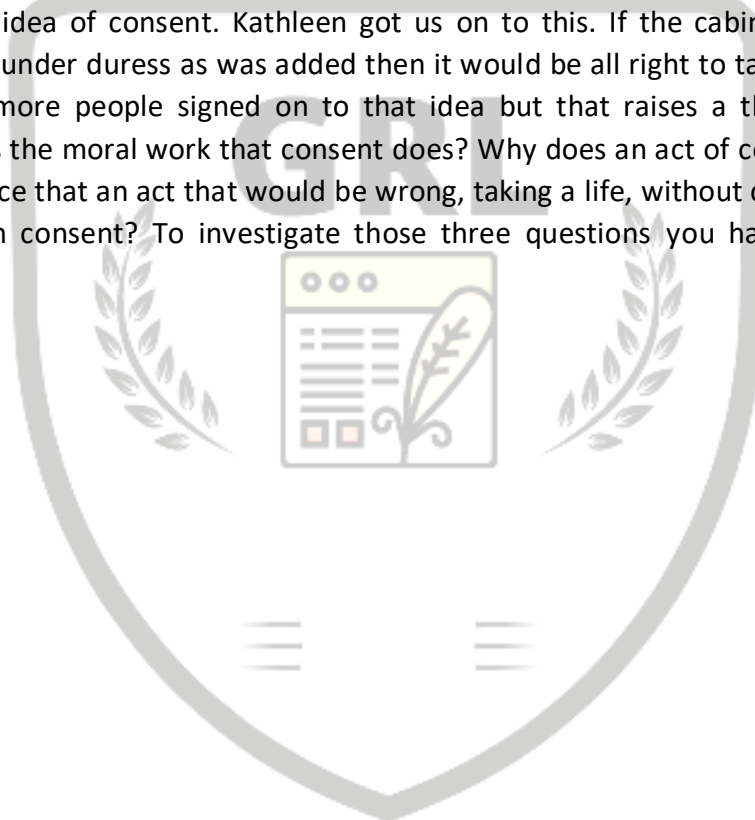 idea of consent. Kathleen got us on to this. If the cabin
under duress as was added then it would be all right to ta
more people signed on to that idea but that raises a t
the moral work that consent does? Why does an act of c
ce that an act that would be wrong, taking a life, without
consent? To investigate those three questions you ha
GRL